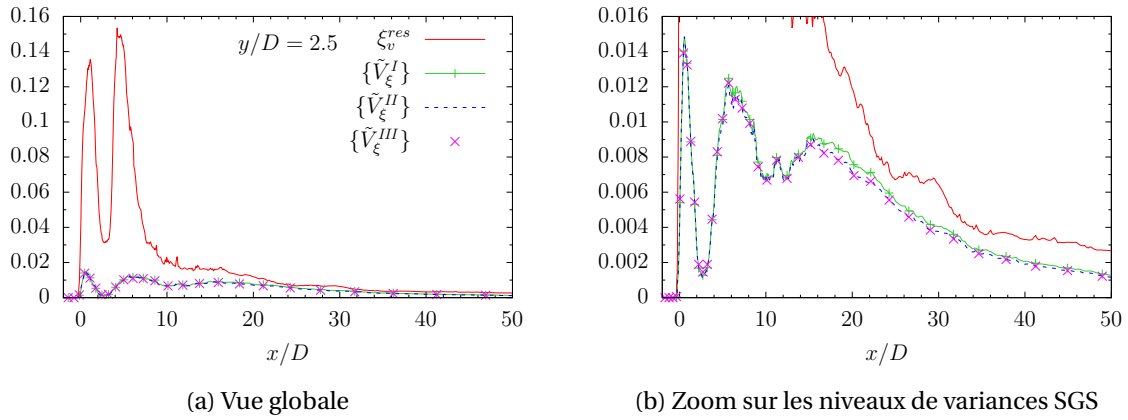 0.16
0.14
0.12
0.1
0.08
0.06
0.04
0.02
0
0 10 20 30 40 50
x/D
y/D = 2.5
ξ_v^{res}
{Ṽ_ξ^I}
{Ṽ_ξ^{II}}
{Ṽ_ξ^{III}}
(a) Vue globale
0.016
0.014
0.012
0.010
0.008
0.006
0.004
0.002
0
0 10 20 30 40 50
x/D
(b) Zoom sur les niveaux de variances SGS